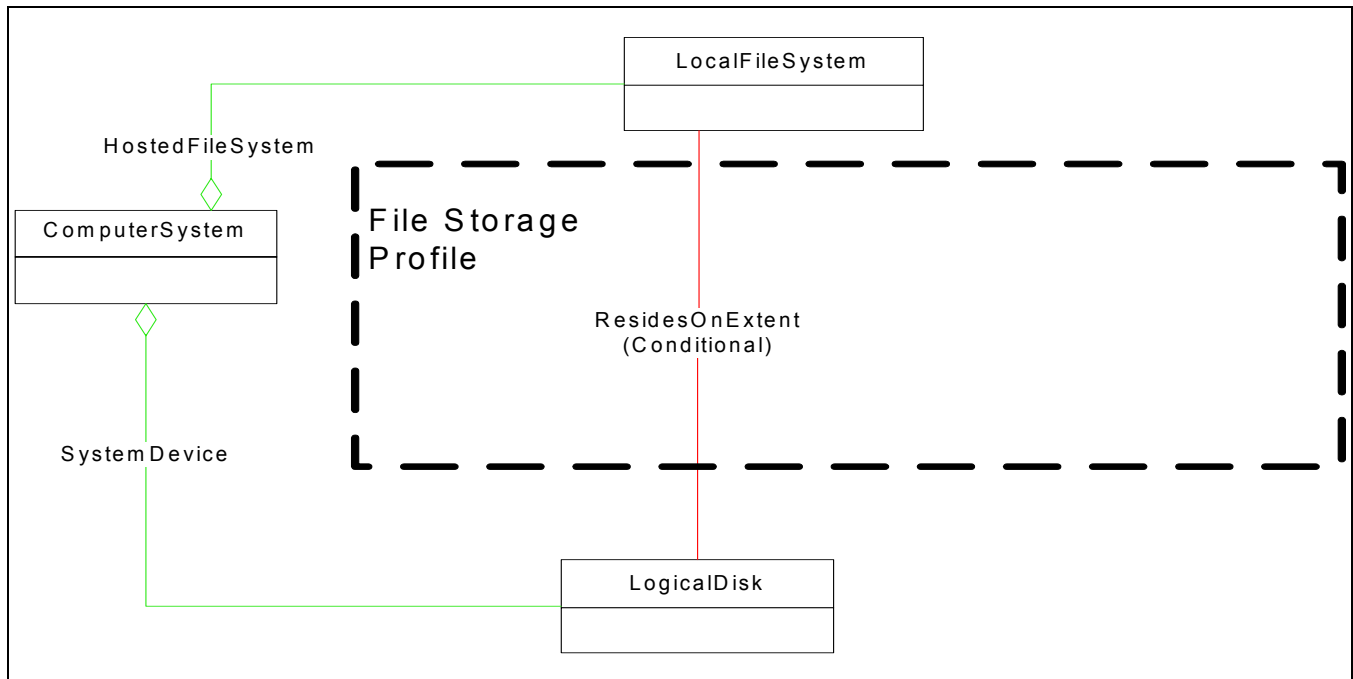 LocalFileSystem
HostedFileSystem
ComputerSystem
File Storage
Profile
ResidesOnExtent
(Conditional)
SystemDevice
LogicalDisk